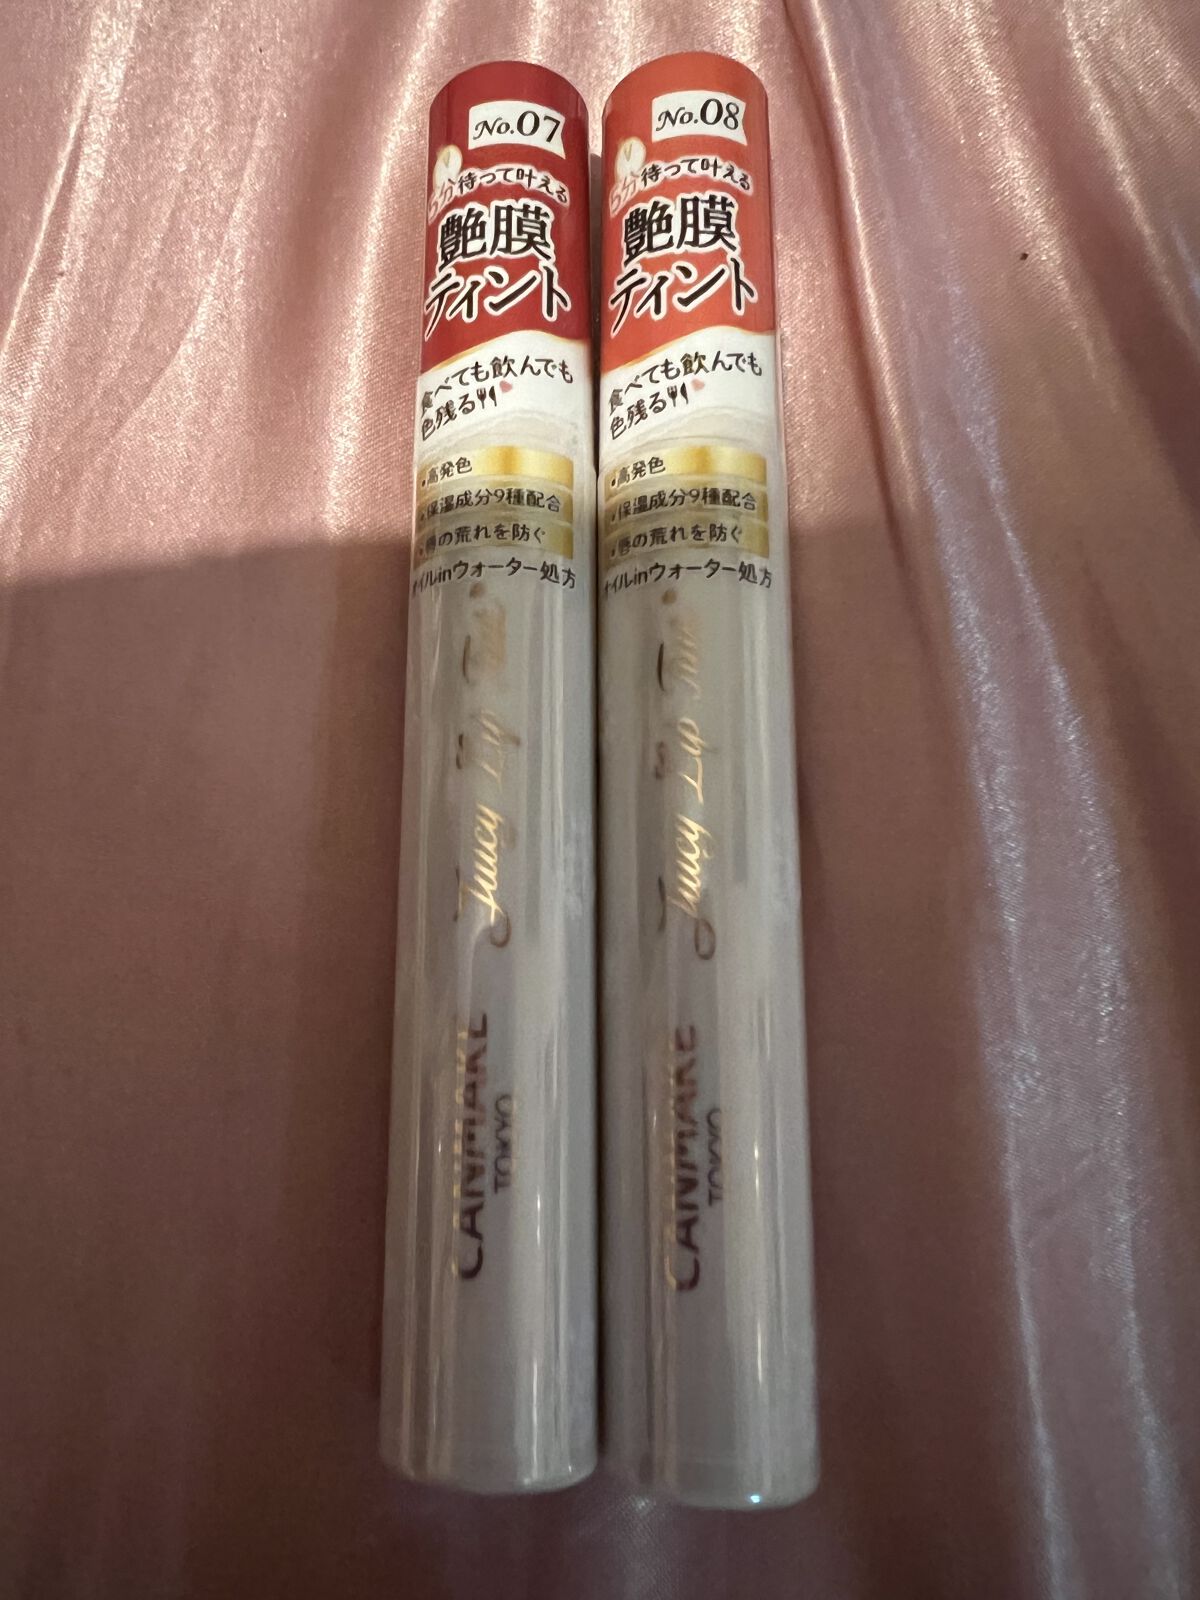 No.07
5分待って叶える
艶膜
ティント
食べても飲んでも
色残る
•高発色
•保湿成分9種配合
•唇の荒れを防ぐ
オイルinウォーター処方
Juicy Lip Tint
CANMAKE
TOKYO
No.08
5分待って叶える
艶膜
ティント
食べても飲んでも
色残る
•高発色
•保湿成分9種配合
•唇の荒れを防ぐ
オイルinウォーター処方
Juicy Lip Tint
CANMAKE
TOKYO